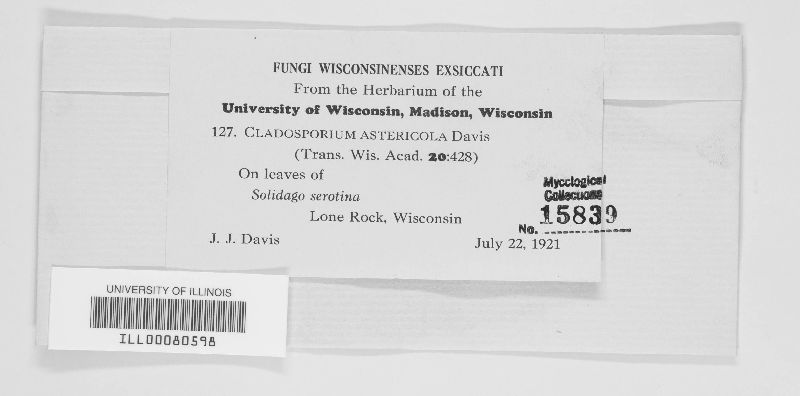 FUNGI WISCONSINENSES EXSICCATI
From the Herbarium of the
University of Wisconsin, Madison, Wisconsin
127. CLADOSPORIUM ASTERICOLA Davis
(Trans. Wis. Acad. 20:428)
On leaves of
Solidago serotina
Lone Rock, Wisconsin
J. J. Davis
July 22, 1921
Mycological
Collections
No. 15839
UNIVERSITY OF ILLINOIS
ILL00080598